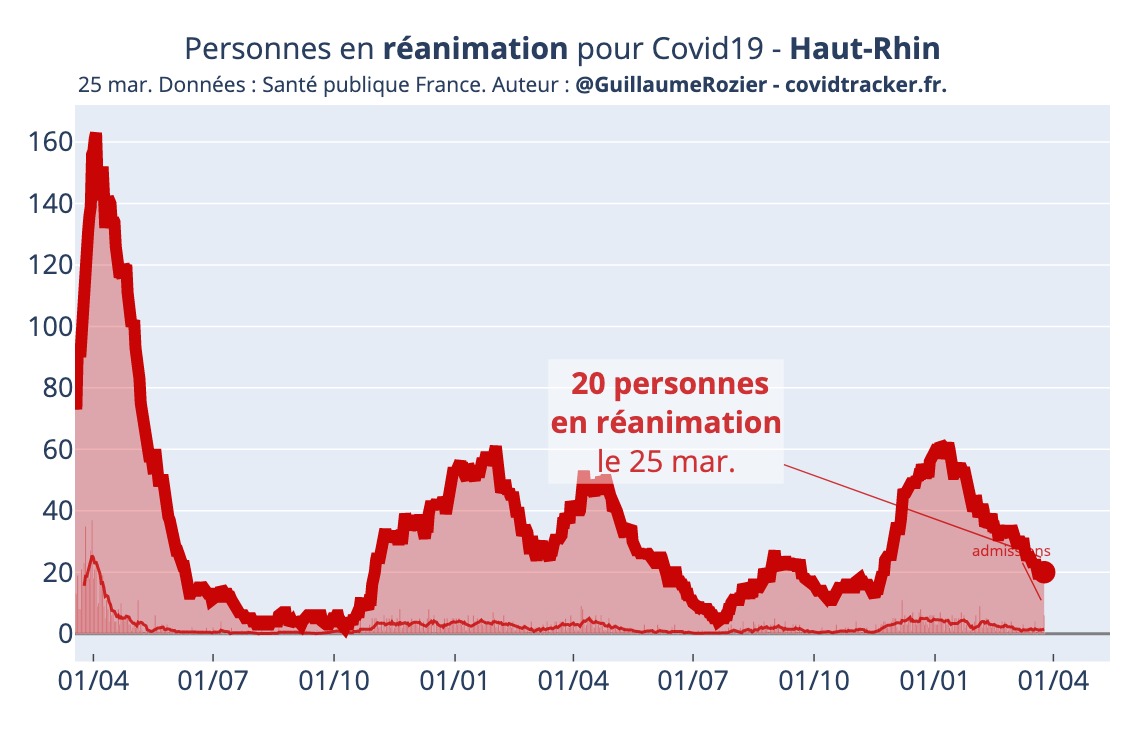 Personnes en réanimation pour Covid19 - Haut-Rhin
25 mar. Données : Santé publique France. Auteur : @GuillaumeRozier - covidtracker.fr.
160
140
120
100
80
60
40
20
0
20 personnes
en réanimation
le 25 mar.
admissions
01/04 01/07 01/10 01/01 01/04 01/07 01/10 01/01 01/04